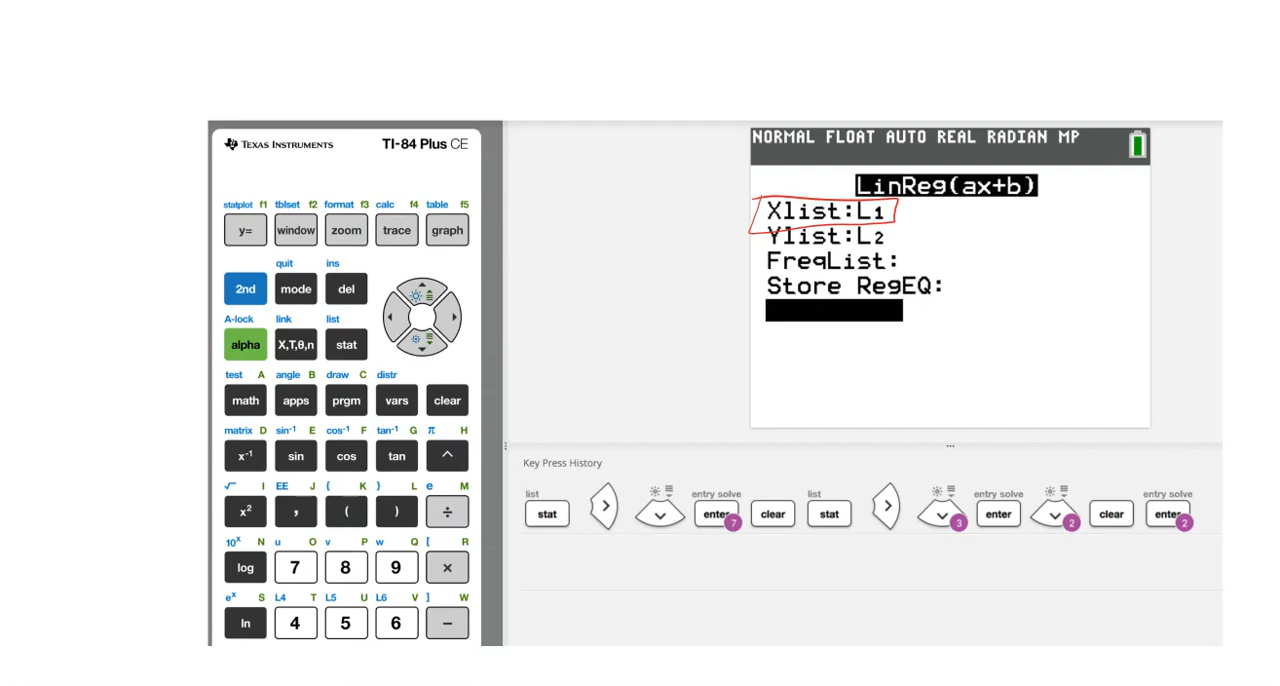 TEXAS INSTRUMENTS
TI-84 Plus CE
statplot f1 tblset f2 format f3 calc f4 table f5
y= window zoom trace graph
quit ins
2nd mode del
A-lock link list
alpha X,T,θ,n stat
test A angle B draw C distr
math apps prgm vars clear
matrix D sin⁻¹ E cos⁻¹ F tan⁻¹ G π H
x⁻¹ sin cos tan ^
√ I EE J { K } L e M
x² , ( ) ÷
10ˣ N u O v P w Q [ R
log 7 8 9 ×
eˣ S L4 T L5 U L6 V ] W
ln 4 5 6 −
NORMAL FLOAT AUTO REAL RADIAN MP
LinReg(ax+b)
Xlist:L₁
Ylist:L₂
FreqList:
Store RegEQ:
Key Press History
list entry solve list entry solve entry solve
stat enter 7 clear stat 3 enter 2 clear enter 2